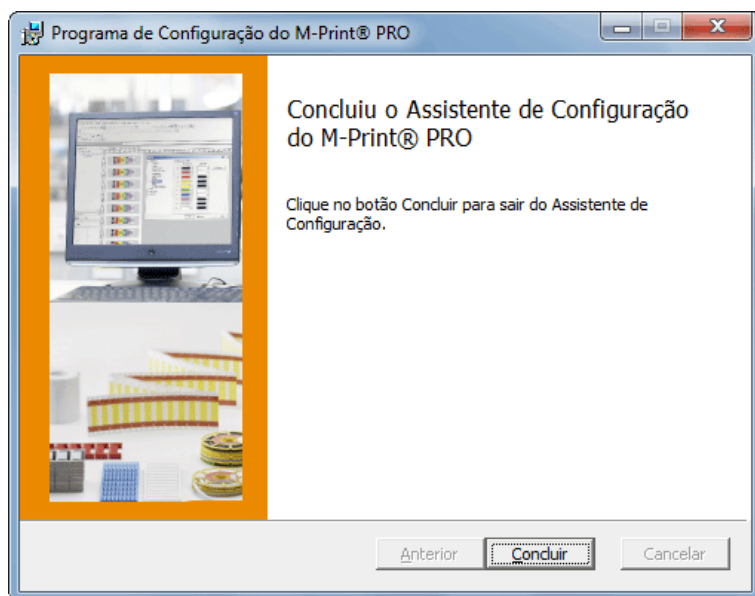 Programa de Configuração do M-Print® PRO
Concluiu o Assistente de Configuração
do M-Print® PRO
Clique no botão Concluir para sair do Assistente de
Configuração.
Anterior
Concluir
Cancelar